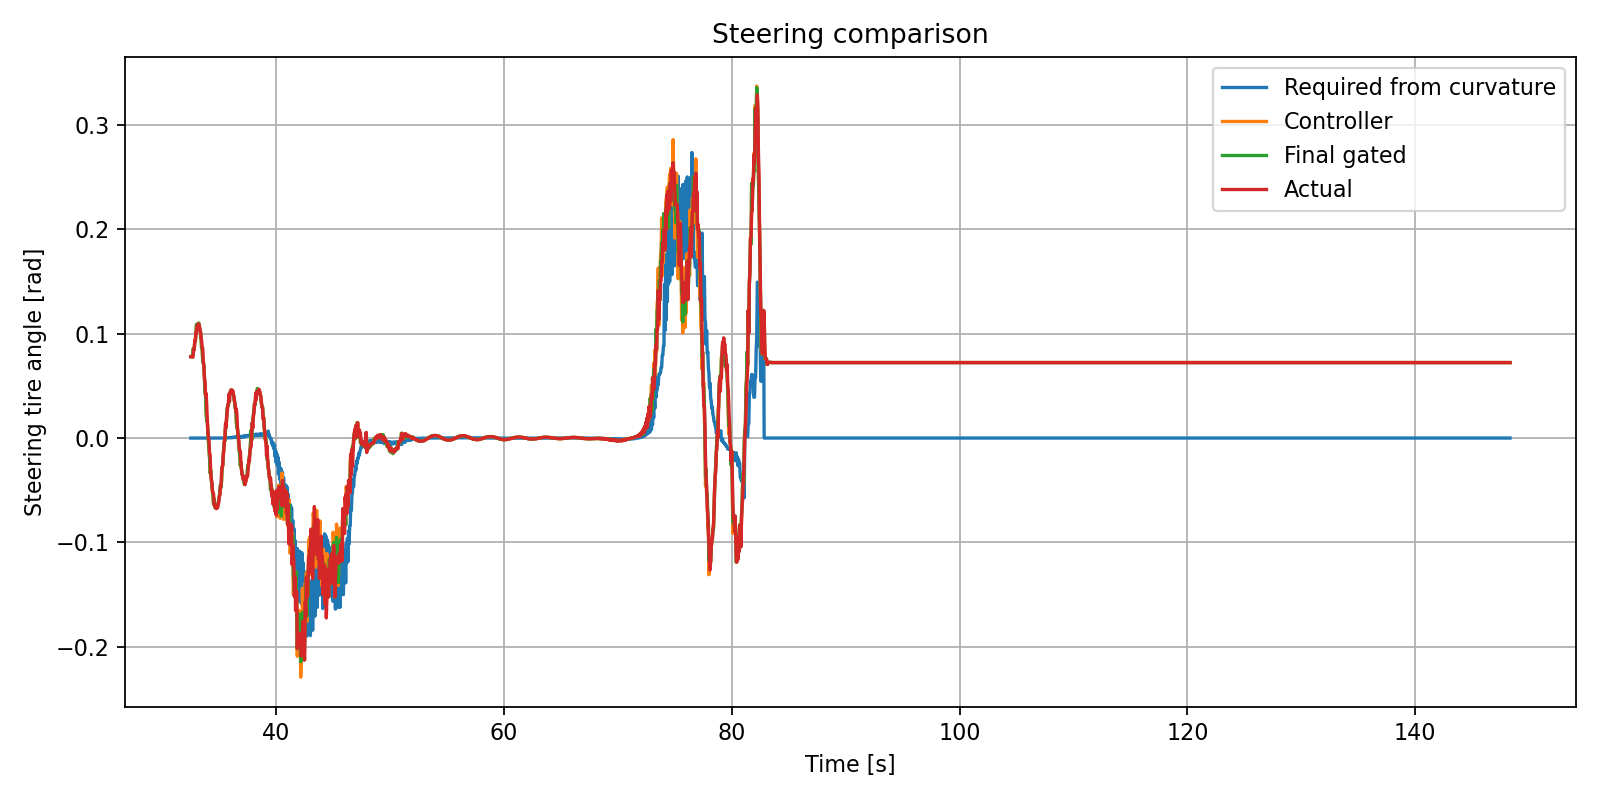 Steering comparison
Required from curvature
Controller
Final gated
Actual
Steering tire angle [rad]
0.3
0.2
0.1
0.0
−0.1
−0.2
40
60
80
100
120
140
Time [s]